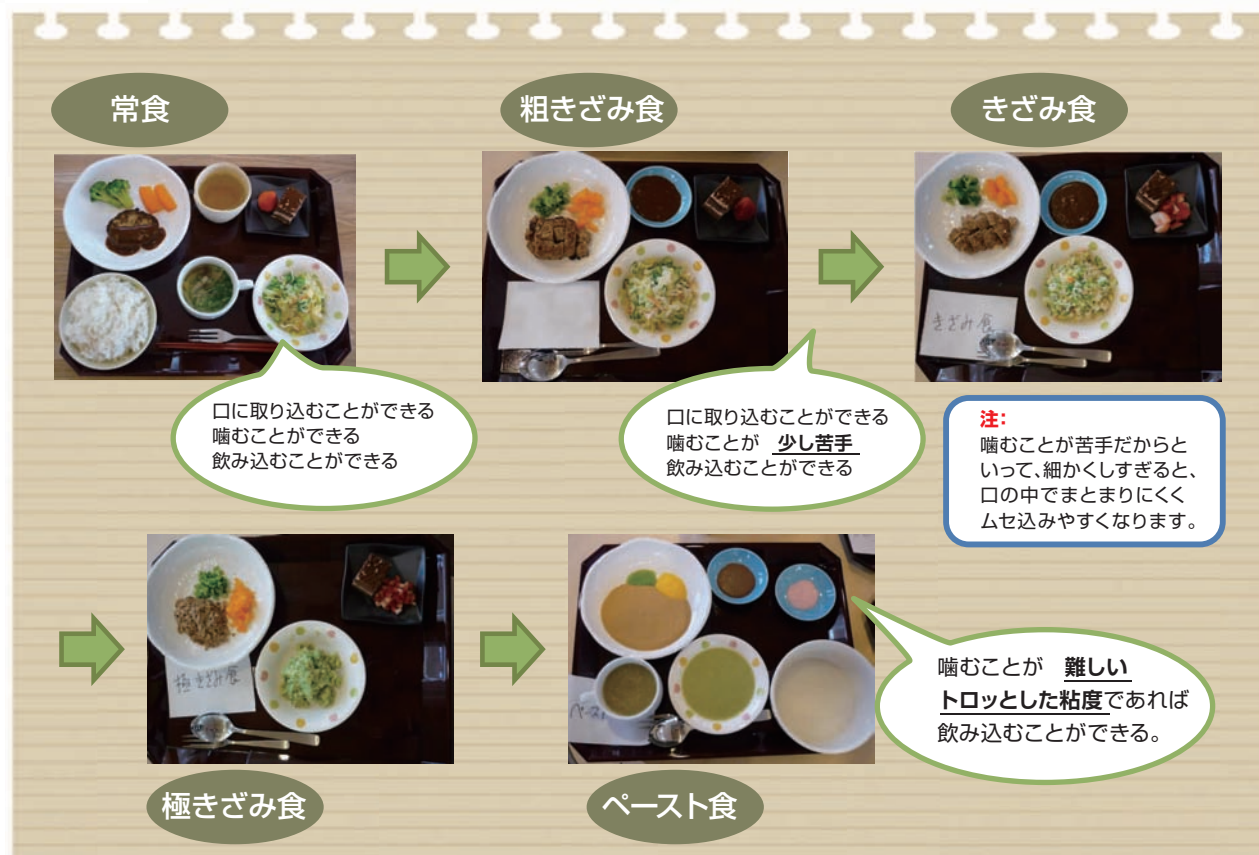 常食
粗きざみ食
きざみ食
きざみ食
口に取り込むことができる
噛むことができる
飲み込むことができる
口に取り込むことができる
噛むことが 少し苦手
飲み込むことができる
注:
噛むことが苦手だからと
いって、細かくしすぎると、
口の中でまとまりにくく
ムセ込みやすくなります。
極きざみ食
ペースト
噛むことが 難しい
トロッとした粘度であれば
飲み込むことができる。
極きざみ食
ペースト食